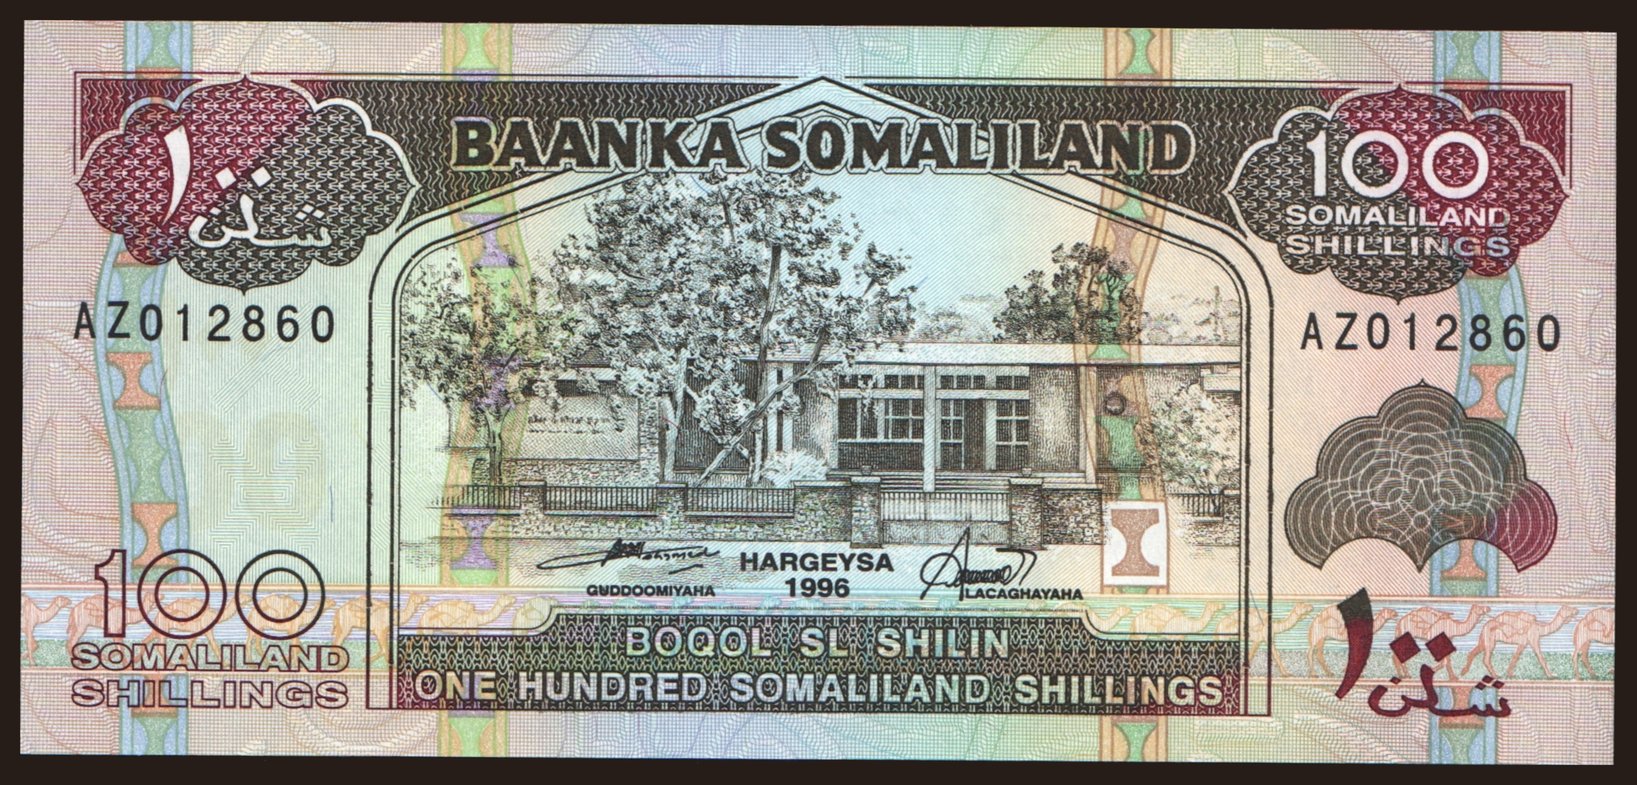 BAANKA SOMALILAND
١٠٠
شلن
100
SOMALILAND
SHILLINGS
AZ012860
AZ012860
HARGEYSA
1996
GUDDOOMIYAHA
LACAGHAYAHA
100
SOMALILAND
SHILLINGS
BOQOL SL SHILIN
ONE HUNDRED SOMALILAND SHILLINGS
١٠٠
شلن